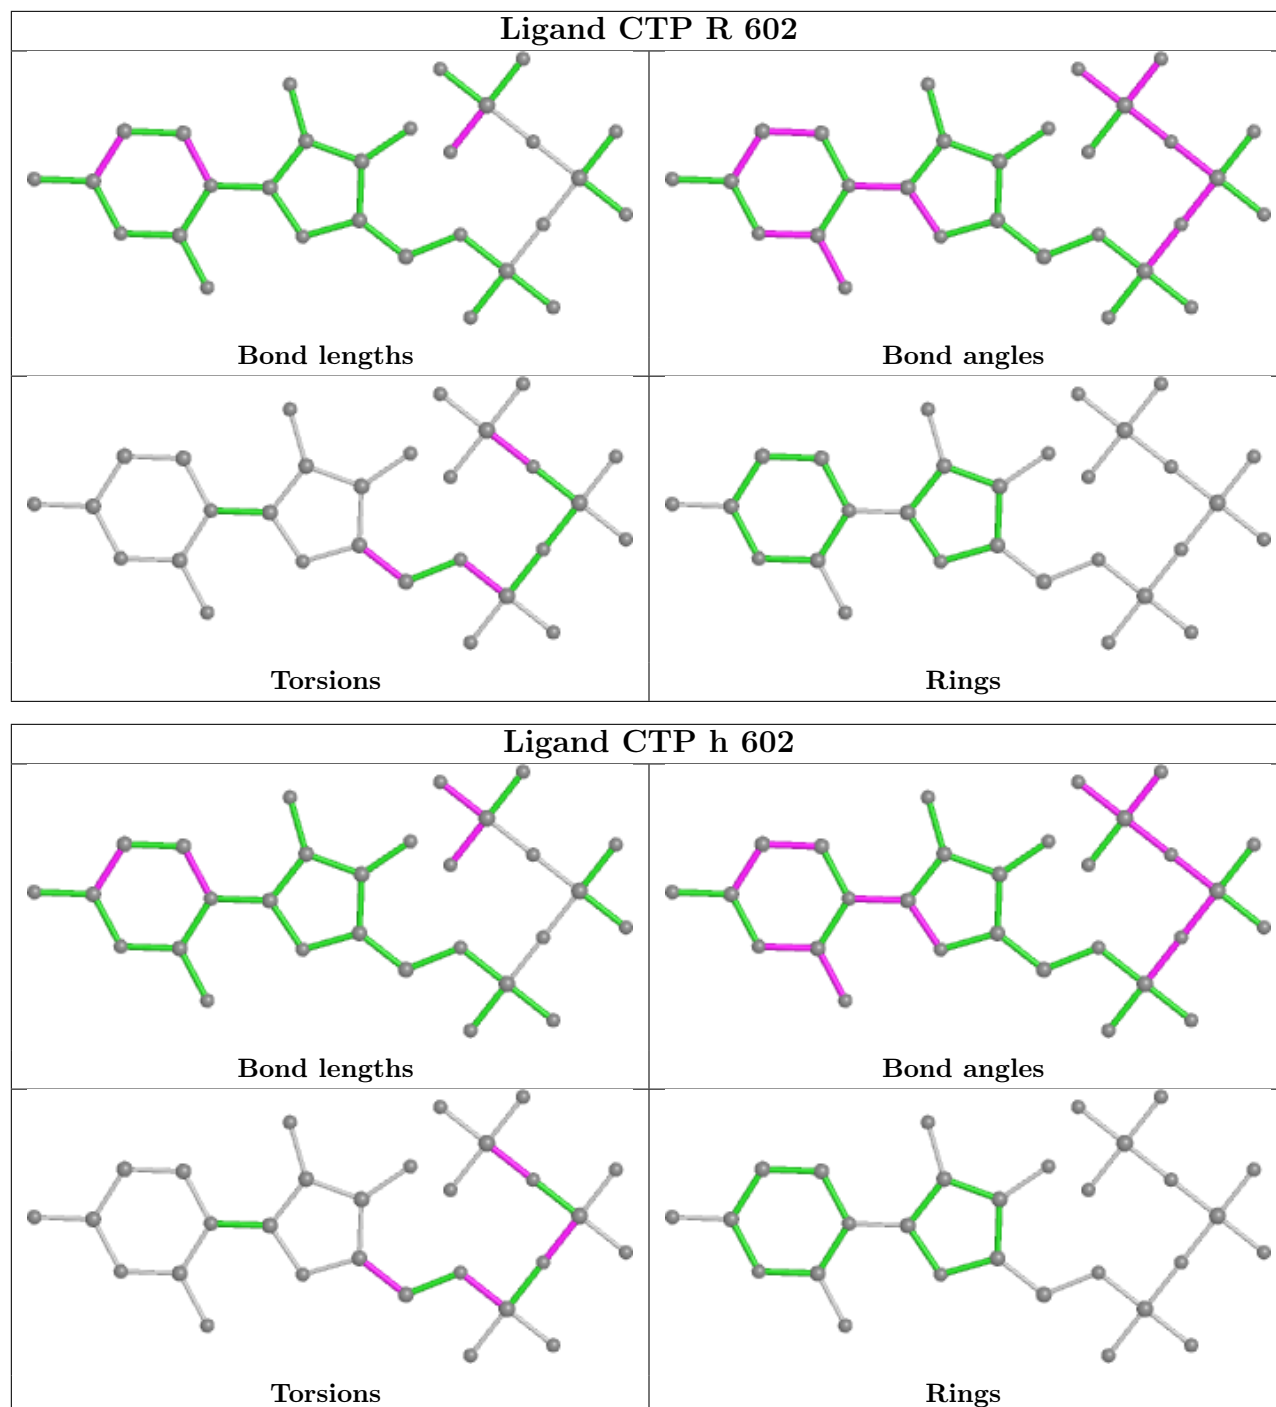 Ligand CTP R 602
Bond lengths
Bond angles
Torsions
Rings
Ligand CTP h 602
Bond lengths
Bond angles
Torsions
Rings